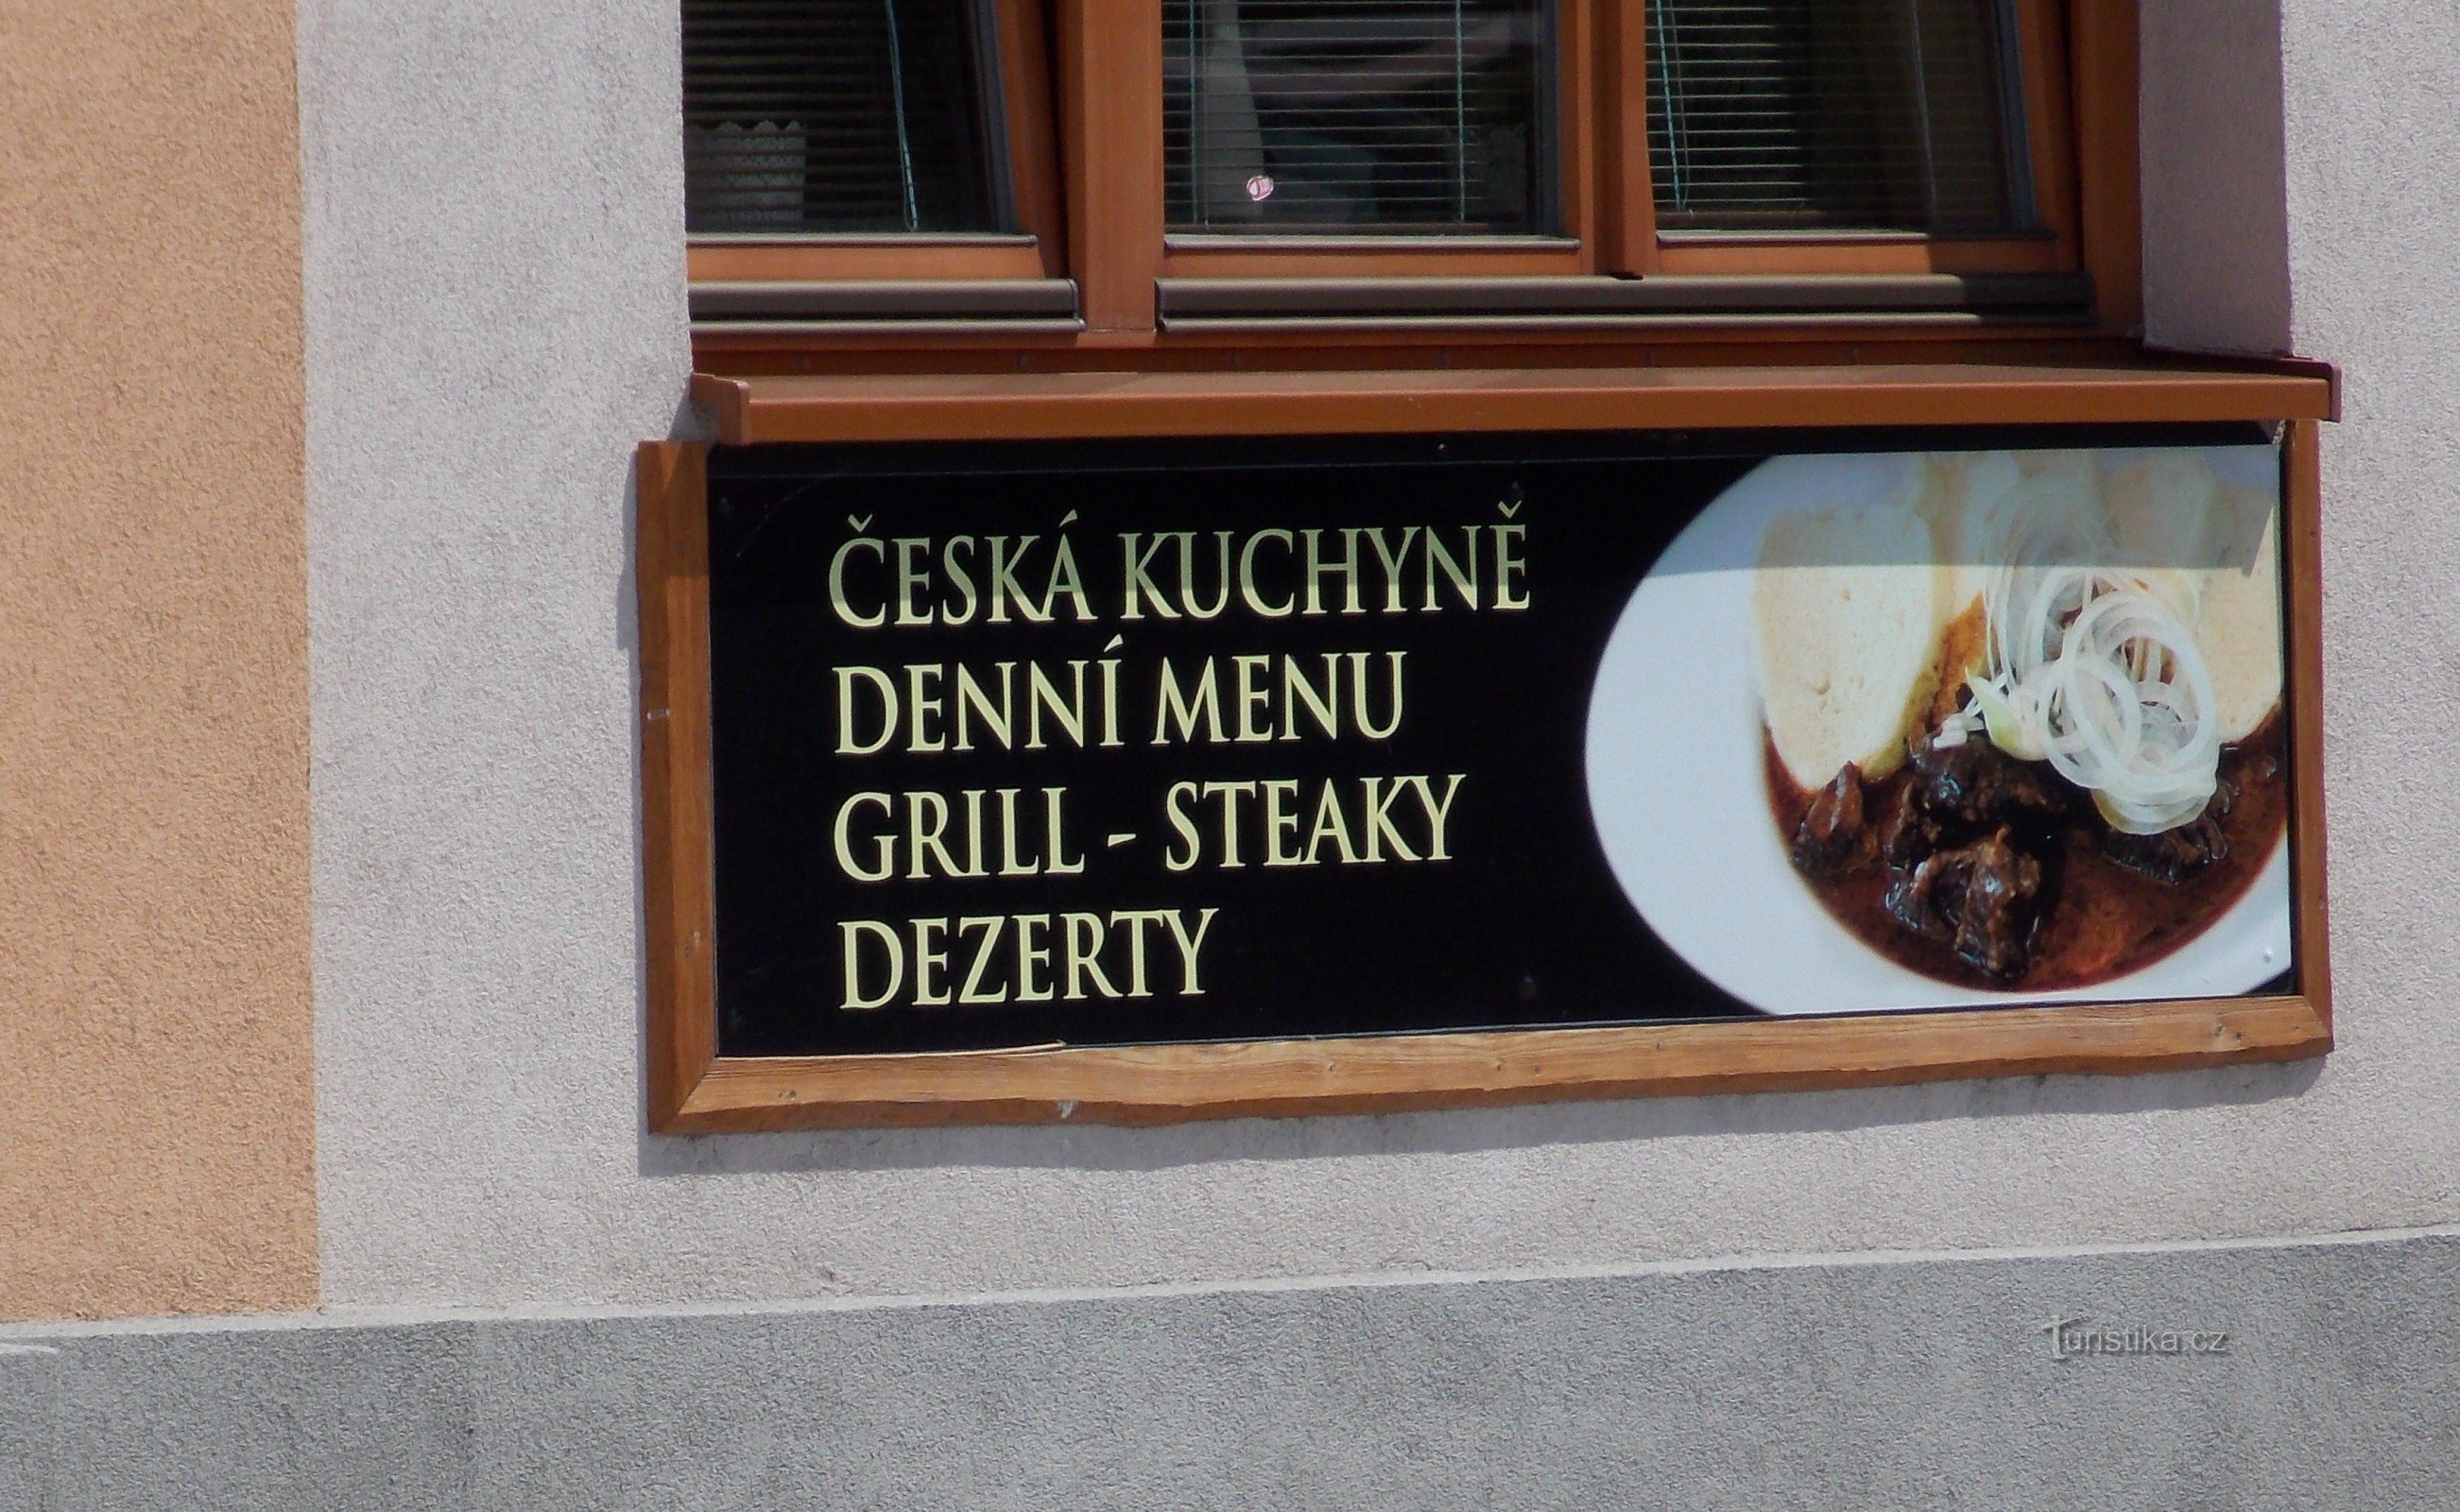 ČESKÁ KUCHYNĚ
DENNÍ MENU
GRILL - STEAKY
DEZERTY
Turistika.cz